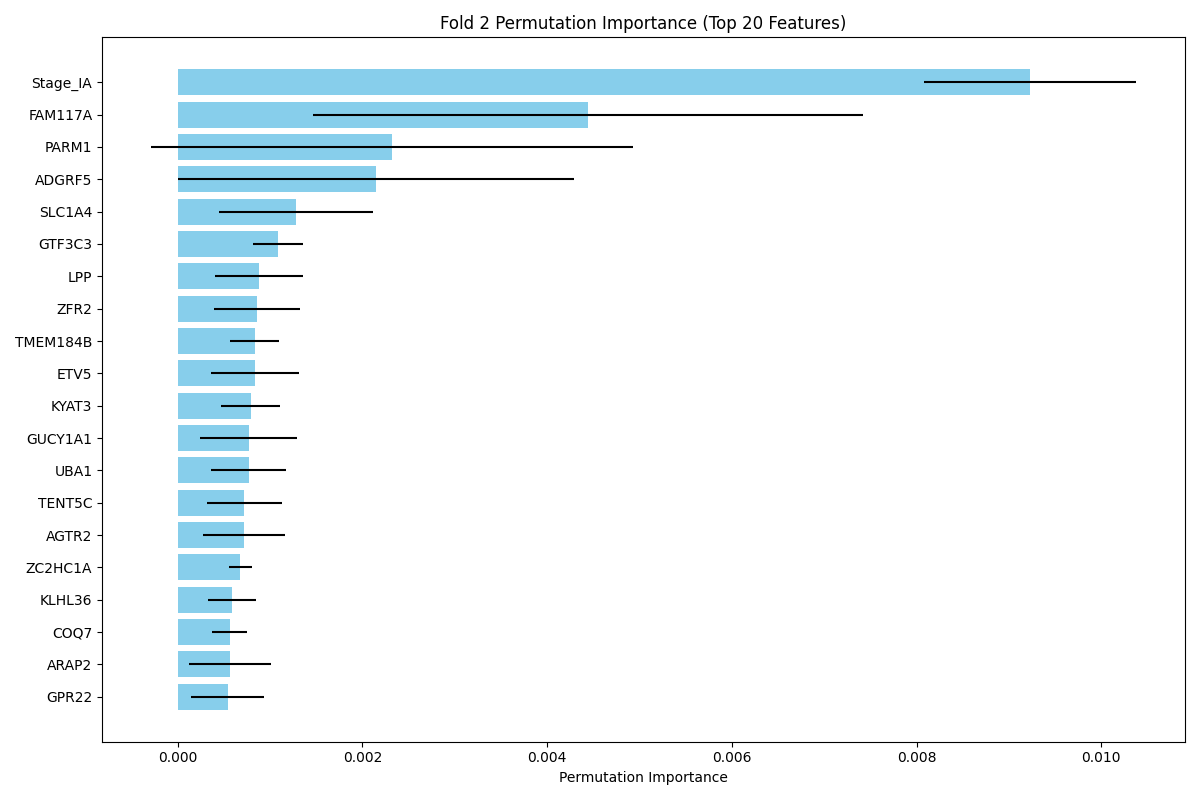 Fold 2 Permutation Importance (Top 20 Features)
Stage_IA
FAM117A
PARM1
ADGRF5
SLC1A4
GTF3C3
LPP
ZFR2
TMEM184B
ETV5
KYAT3
GUCY1A1
UBA1
TENT5C
AGTR2
ZC2HC1A
KLHL36
COQ7
ARAP2
GPR22
0.000 0.002 0.004 0.006 0.008 0.010
Permutation Importance